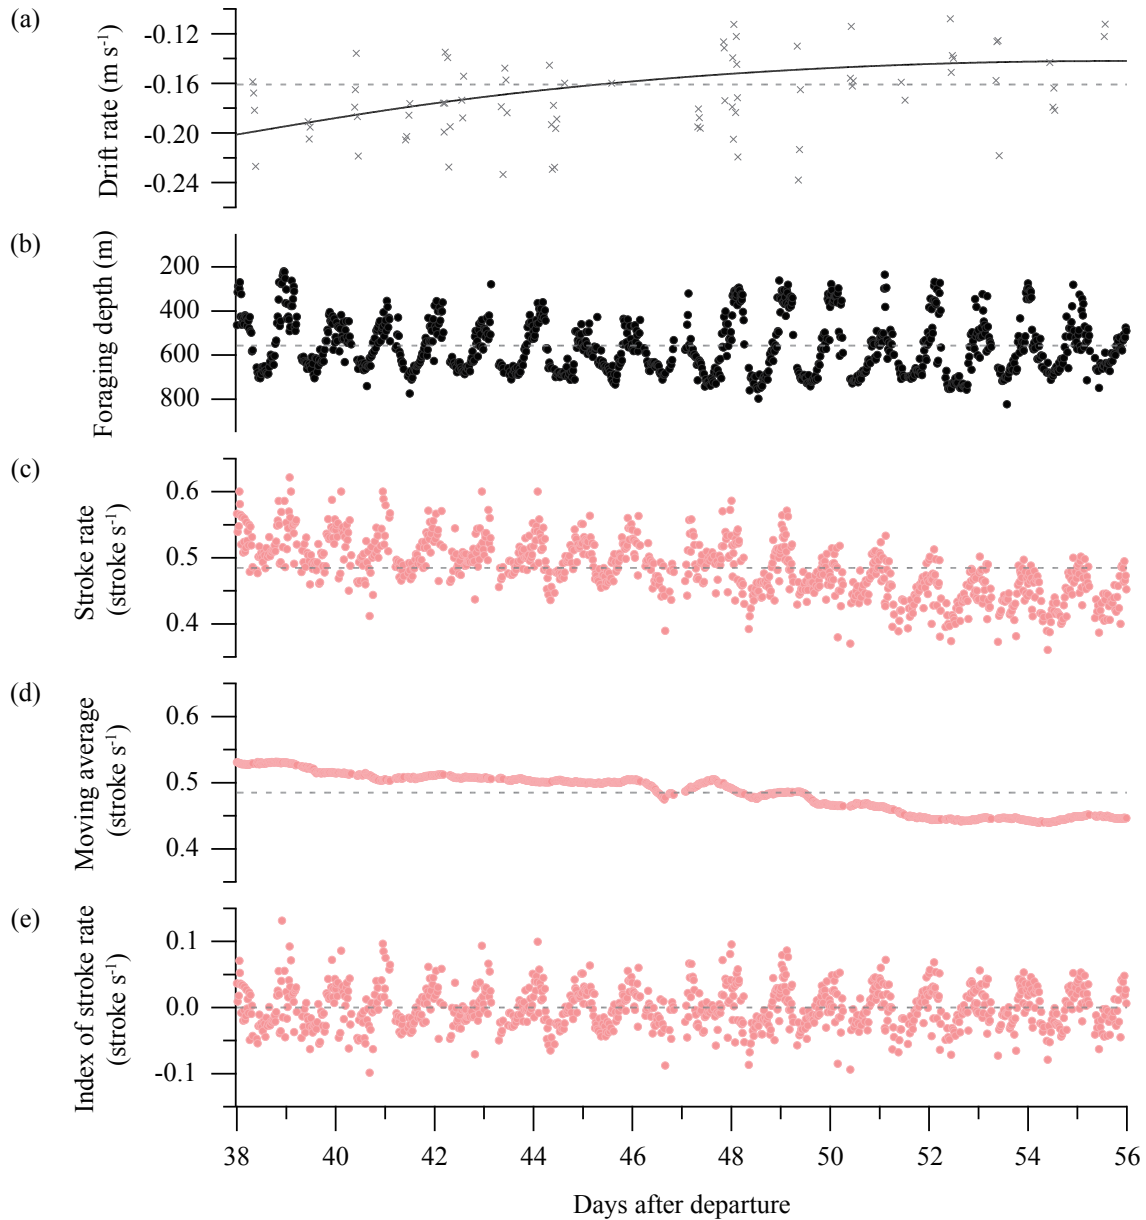 (a)
Drift rate (m s-1)
-0.12
-0.16
-0.20
-0.24
(b)
Foraging depth (m)
200
400
600
800
(c)
Stroke rate
(stroke s-1)
0.6
0.5
0.4
(d)
Moving average
(stroke s-1)
0.6
0.5
0.4
(e)
Index of stroke rate
(stroke s-1)
0.1
0.0
-0.1
38 40 42 44 46 48 50 52 54 56
Days after departure